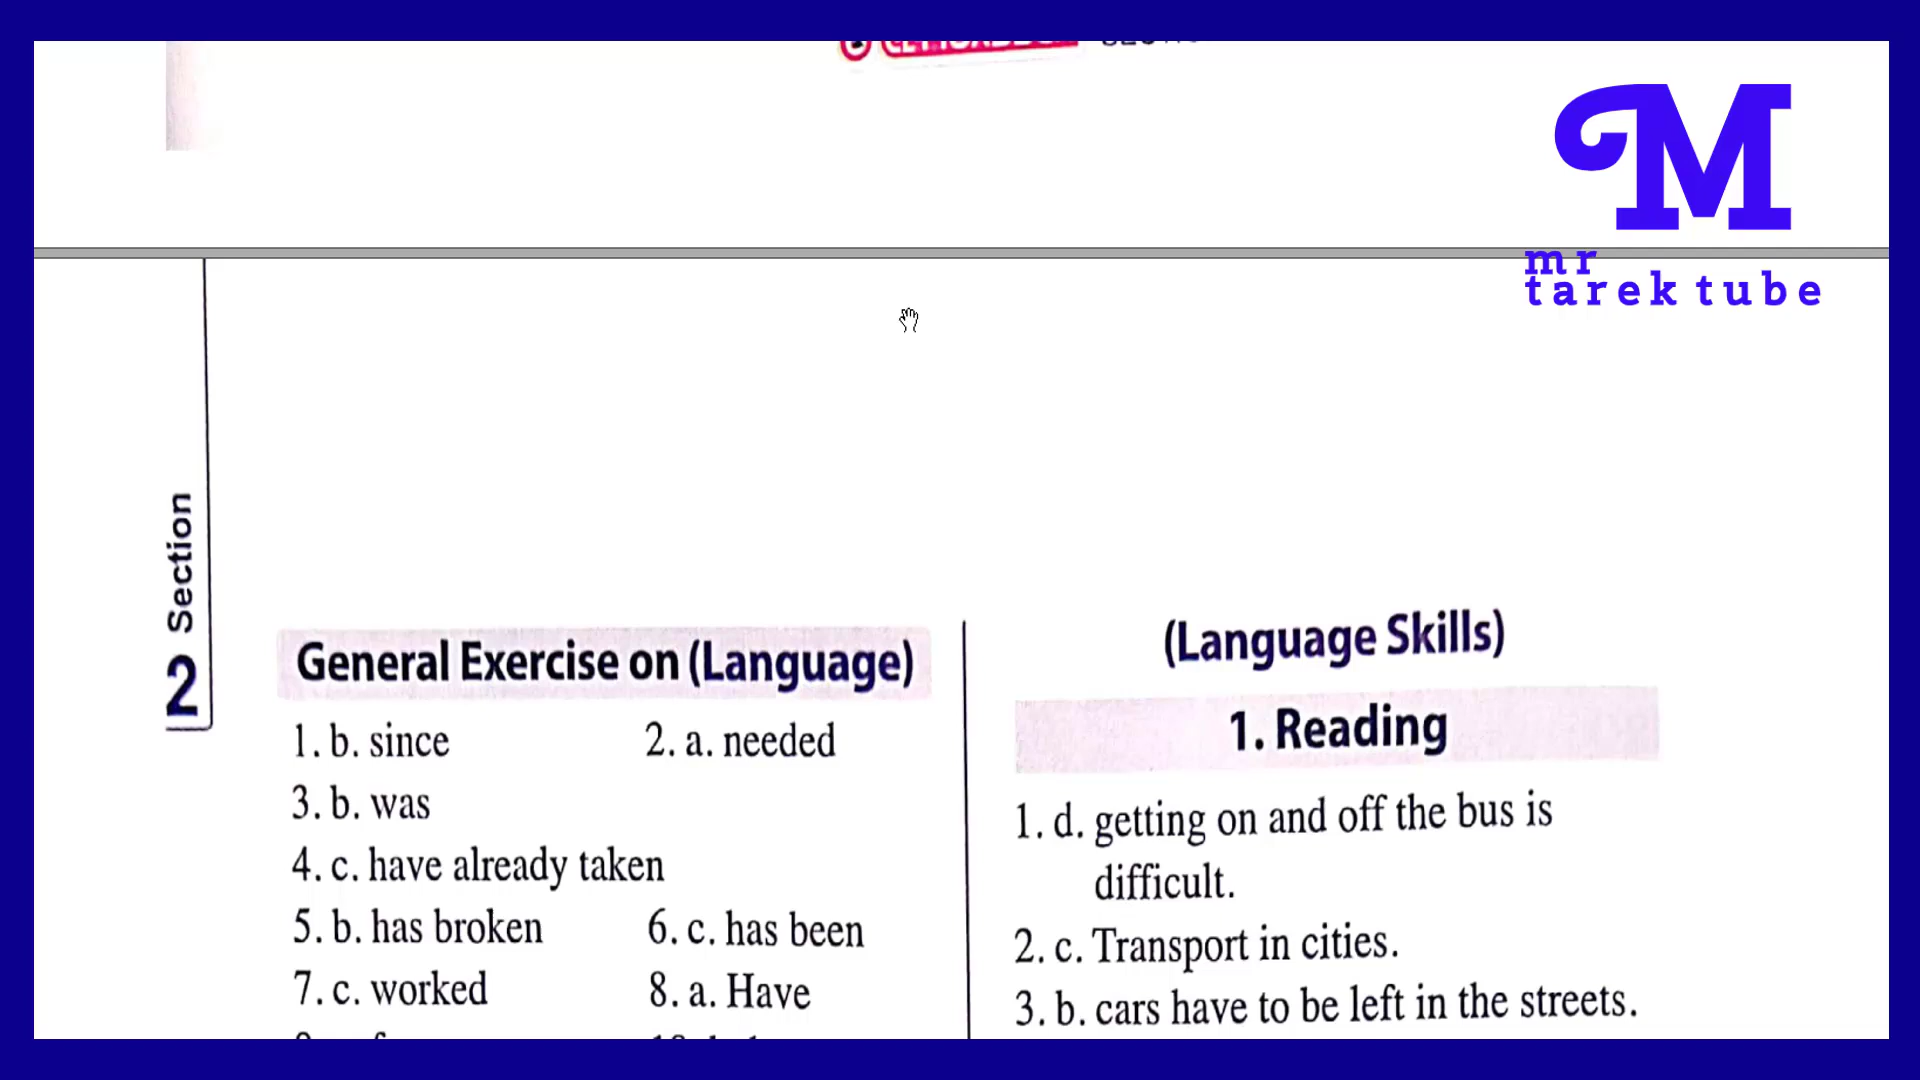 M
mr
tarek tube
2 Section
General Exercise on (Language)
1. b. since 2. a. needed
3. b. was
4. c. have already taken
5. b. has broken 6. c. has been
7. c. worked 8. a. Have
(Language Skills)
1. Reading
1. d. getting on and off the bus is
difficult.
2. c. Transport in cities.
3. b. cars have to be left in the streets.